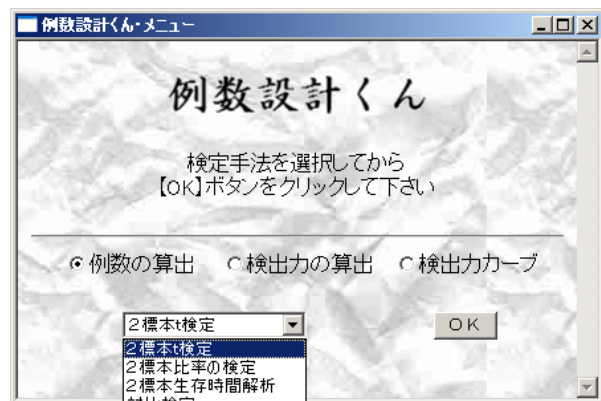 例数設計くん・メニュー
例数設計くん
検定手法を選択してから
【OK】ボタンをクリックして下さい
例数の算出 検出力の算出 検出力カーブ
2標本t検定 OK
2標本t検定
2標本比率の検定
2標本生存時間解析